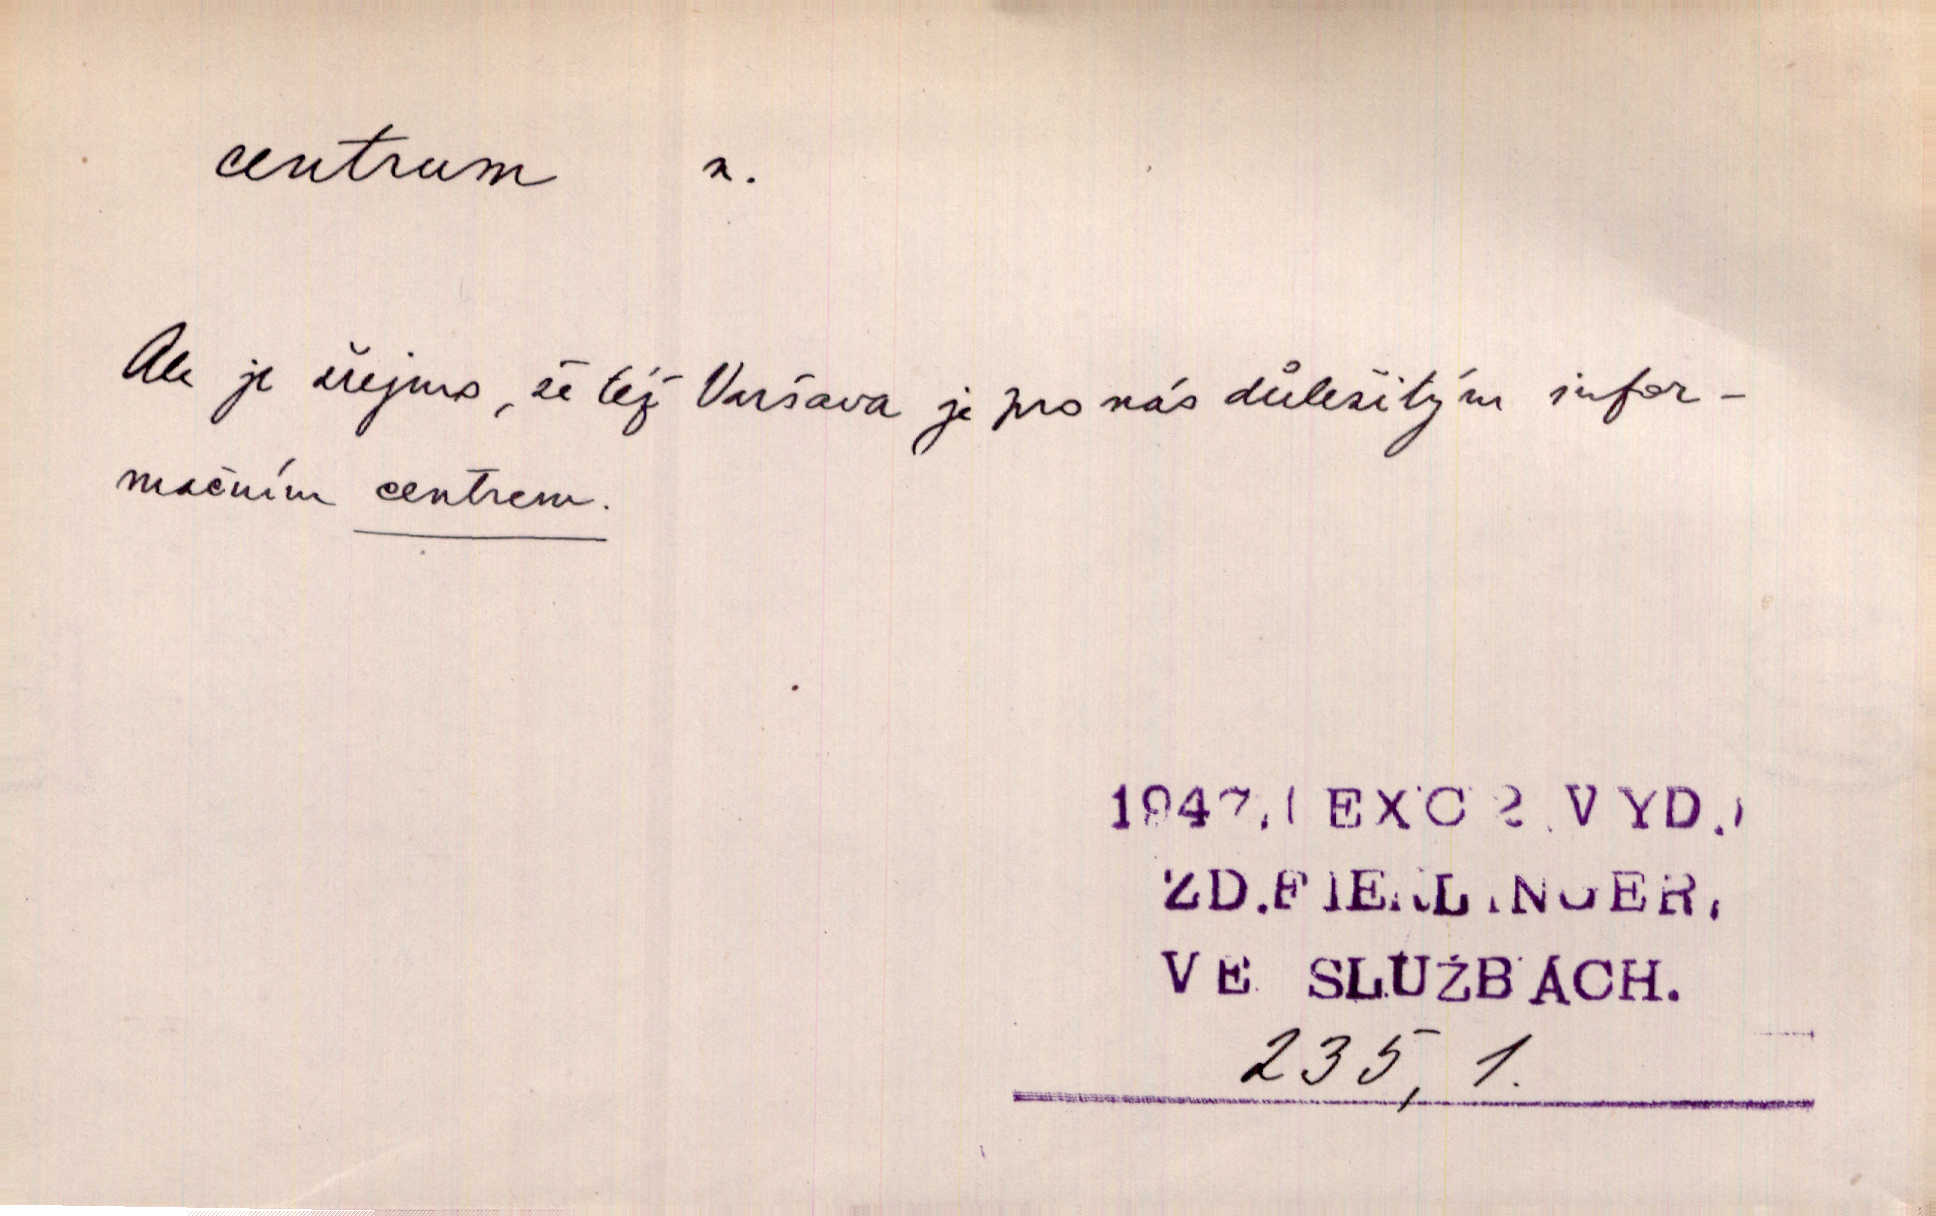 centrum n.
Ale je zřejmo, že též Varšava je pro nás důležitým infor-
mačním centrem.
1947.(EXC 2.VYD.)
ZD.FIERLINGER,
VE SLUŽBÁCH.
235, 1.